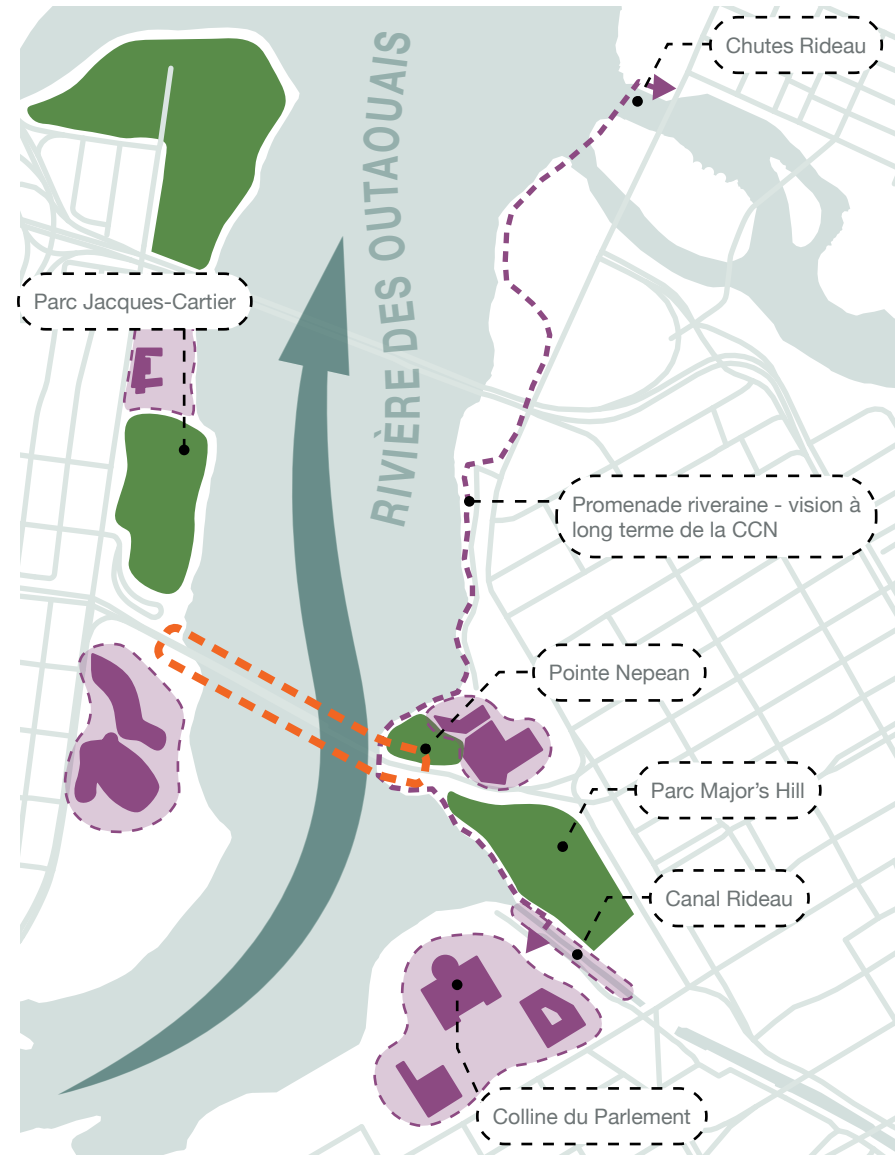 Chutes Rideau
RIVIÈRE DES OUTAOUAIS
Parc Jacques-Cartier
Promenade riveraine - vision à
long terme de la CCN
Pointe Nepean
Parc Major's Hill
Canal Rideau
Colline du Parlement